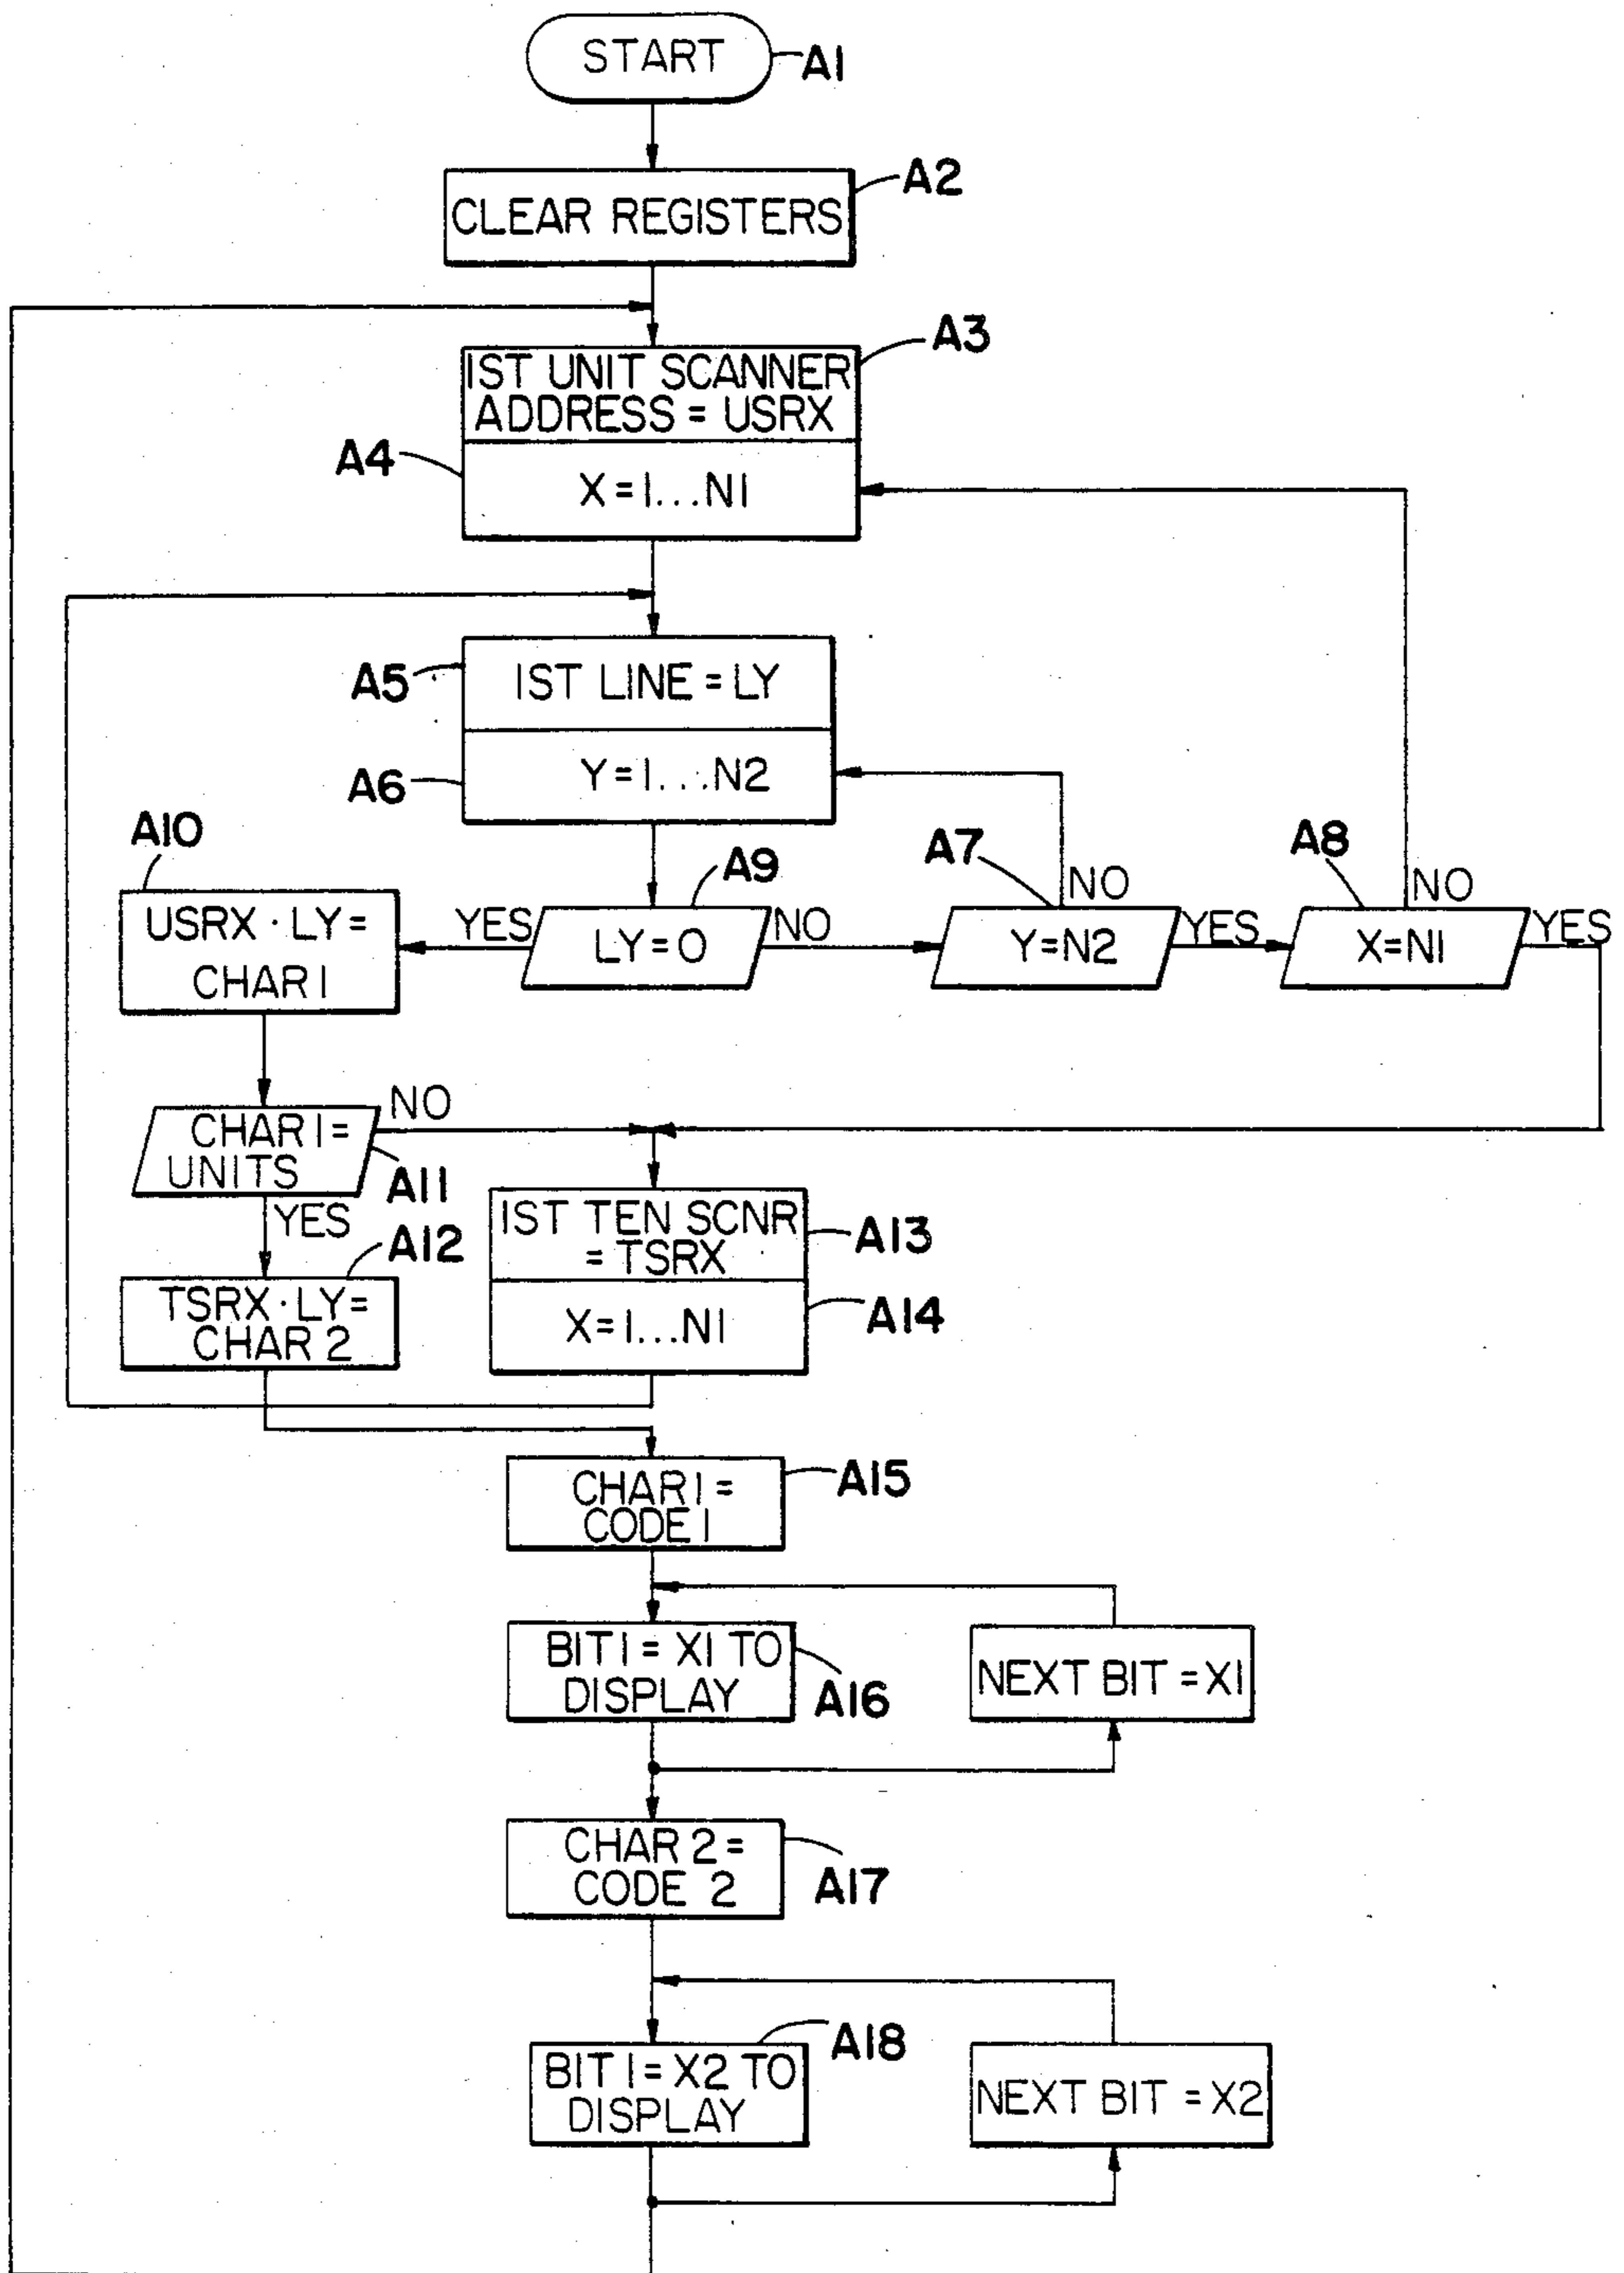 START
A1
A2
CLEAR REGISTERS
A3
1ST UNIT SCANNER
ADDRESS = USRX
A4
X=1...N1
A5
1ST LINE = LY
A6
Y=1...N2
A10
USRX · LY =
CHAR 1
A9
YES
LY=0
NO
A7
NO
Y=N2
YES
A8
NO
X=N1
YES
CHAR 1 =
UNITS
NO
A11
YES
A12
TSRX · LY =
CHAR 2
1ST TEN SCNR
= TSRX
A13
X=1...N1
A14
CHAR 1 =
CODE 1
A15
BIT 1 = X1 TO
DISPLAY
A16
NEXT BIT = X1
CHAR 2 =
CODE 2
A17
A18
BIT 1 = X2 TO
DISPLAY
NEXT BIT = X2